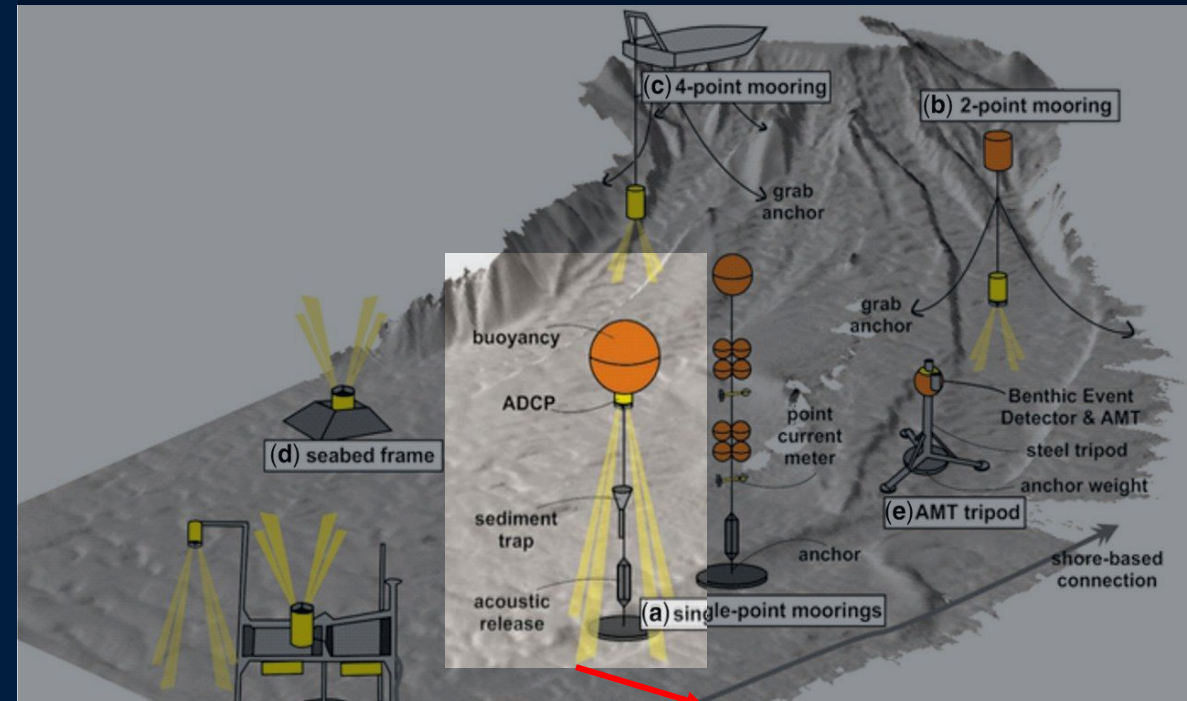 (c) 4-point mooring
(b) 2-point mooring
grab
anchor
grab
anchor
buoyancy
ADCP
point
current
meter
Benthic Event
Detector & AMT
steel tripod
anchor weight
(d) seabed frame
(e) AMT tripod
sediment
trap
anchor
shore-based
connection
acoustic
release
(a) single-point moorings